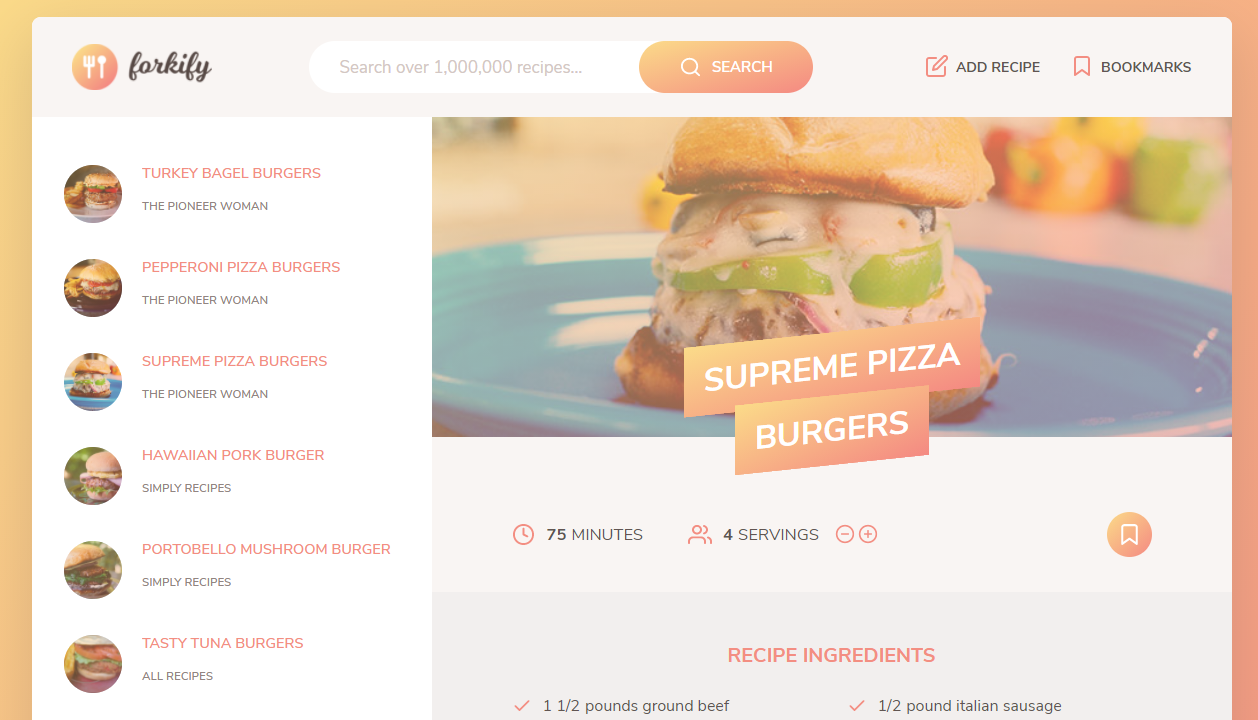 forkify
Search over 1,000,000 recipes...
SEARCH
ADD RECIPE
BOOKMARKS
TURKEY BAGEL BURGERS
THE PIONEER WOMAN
PEPPERONI PIZZA BURGERS
THE PIONEER WOMAN
SUPREME PIZZA BURGERS
THE PIONEER WOMAN
HAWAIIAN PORK BURGER
SIMPLY RECIPES
PORTOBELLO MUSHROOM BURGER
SIMPLY RECIPES
TASTY TUNA BURGERS
ALL RECIPES
SUPREME PIZZA
BURGERS
75 MINUTES
4 SERVINGS
RECIPE INGREDIENTS
1 1/2 pounds ground beef
1/2 pound italian sausage